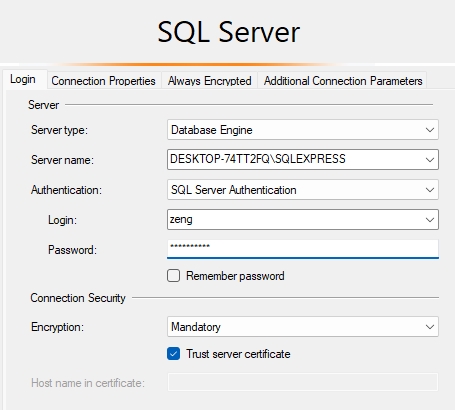 SQL Server
Login Connection Properties Always Encrypted Additional Connection Parameters
Server
Server type: Database Engine
Server name: DESKTOP-74TT2FQ\SQLEXPRESS
Authentication: SQL Server Authentication
Login: zeng
Password: **********
Remember password
Connection Security
Encryption: Mandatory
Trust server certificate
Host name in certificate: